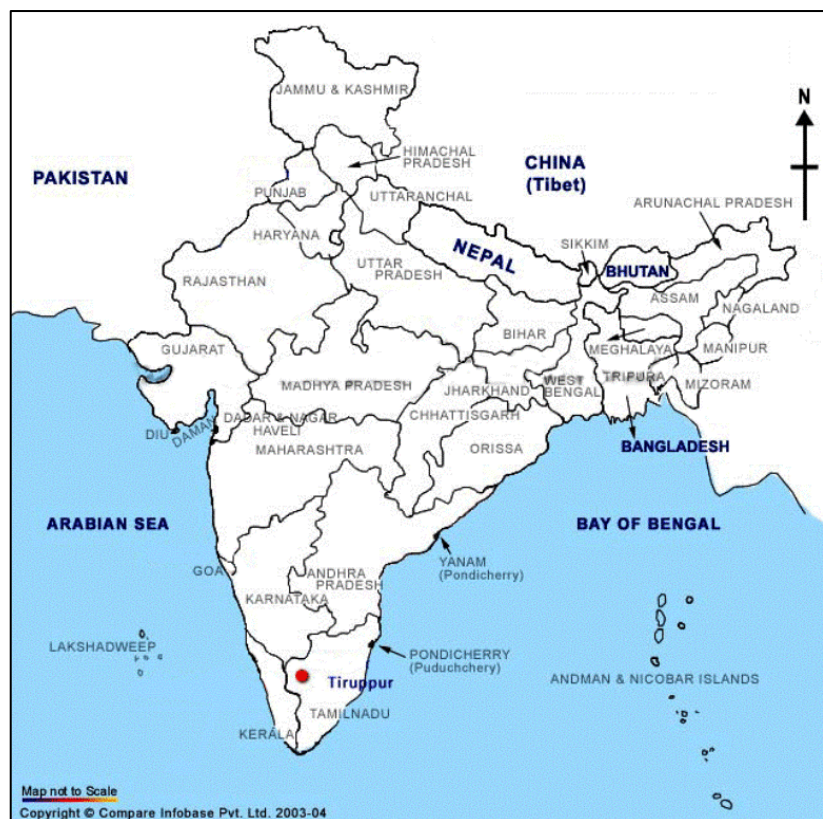 JAMMU & KASHMIR
N
HIMACHAL
PRADESH
CHINA
(Tibet)
PAKISTAN
PUNJAB
UTTARANCHAL
ARUNACHAL PRADESH
HARYANA
NEPAL
SIKKIM
UTTAR
PRADESH
BHUTAN
RAJASTHAN
ASSAM
NAGALAND
BIHAR
GUJARAT
MEGHALAYA
MANIPUR
MADHYA PRADESH
JHARKHAND
WEST
BENGAL
TRIPURA
MIZORAM
CHHATTISGARH
DADAR & NAGAR
HAVELI
DIU
DAMAN
MAHARASHTRA
ORISSA
BANGLADESH
ARABIAN SEA
BAY OF BENGAL
YANAM
(Pondicherry)
GOA
ANDHRA
PRADESH
KARNATAKA
LAKSHADWEEP
PONDICHERRY
(Puduchchery)
Tiruppur
ANDMAN & NICOBAR ISLANDS
TAMILNADU
KERALA
Map not to Scale
Copyright © Compare Infobase Pvt. Ltd. 2003-04